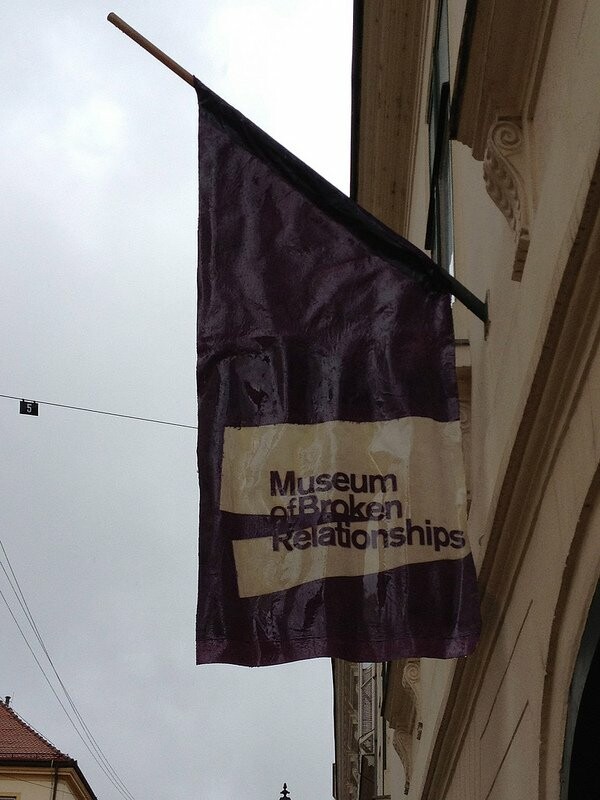 5
Museum
of Broken
Relationships